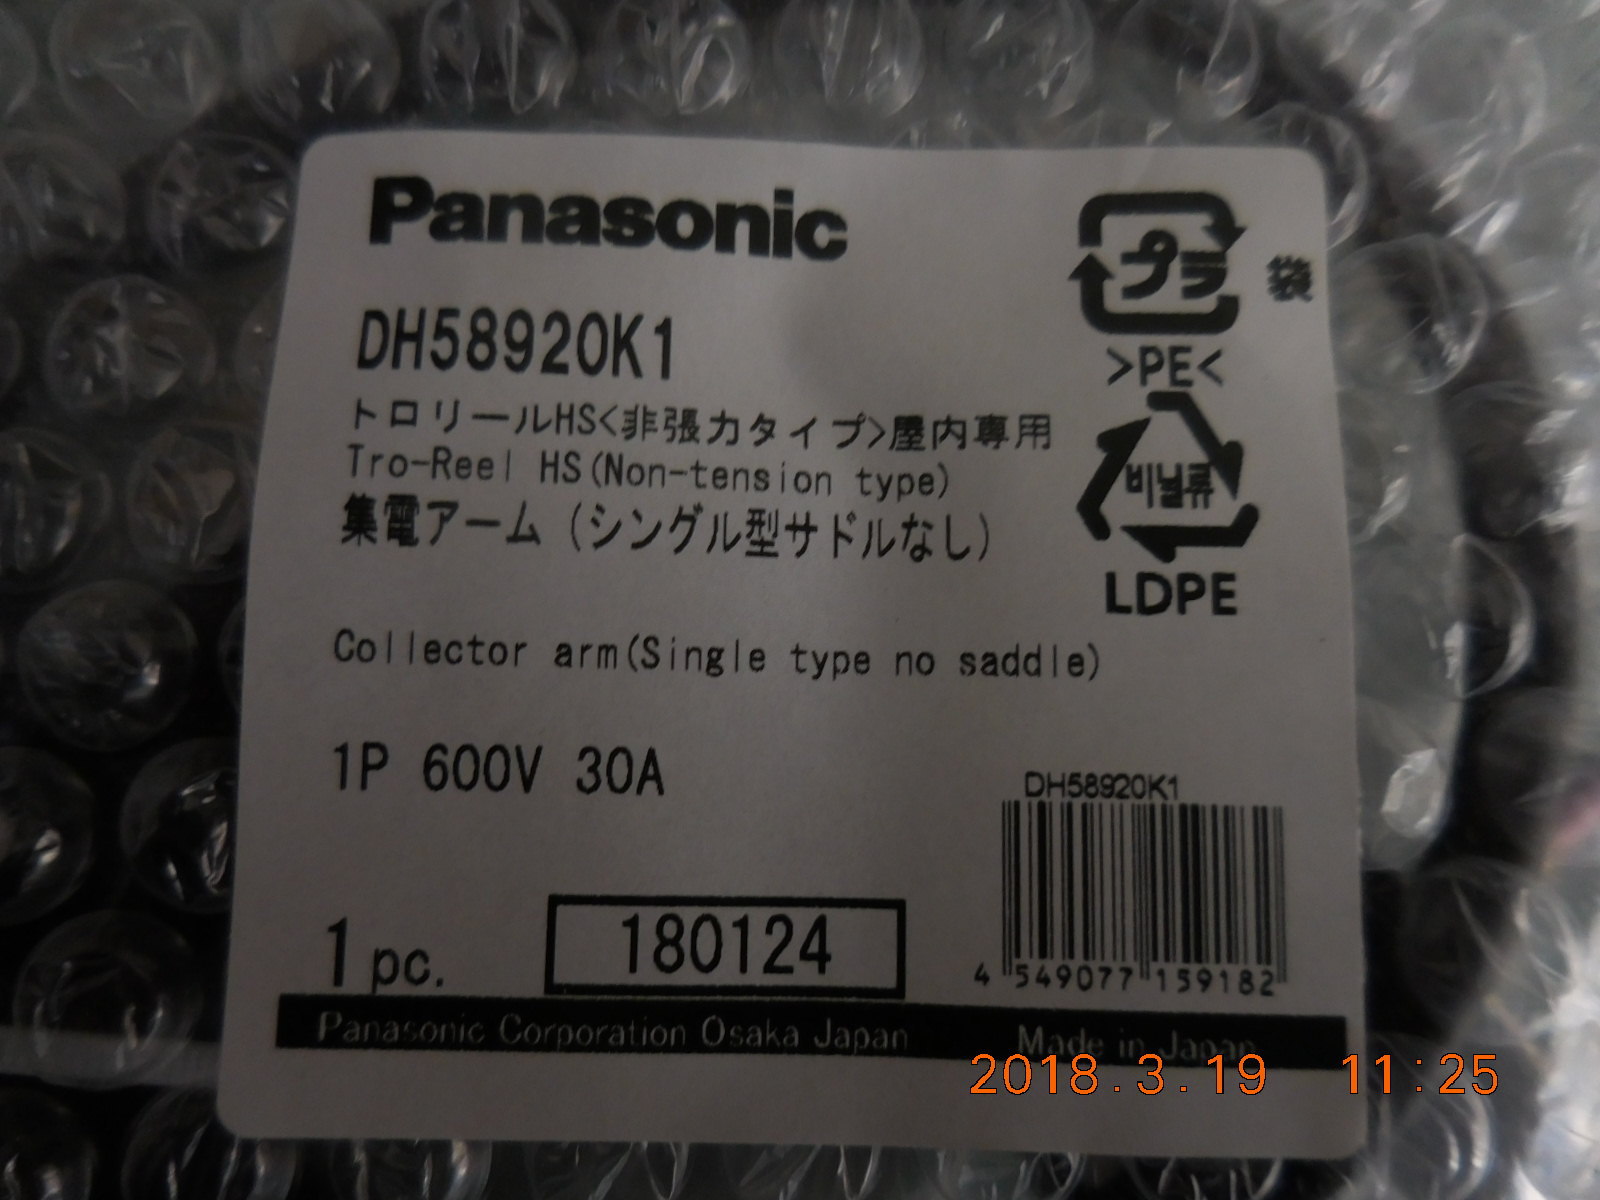 Panasonic
プラ
袋
DH58920K1
>PE<
トロリールHS<非張力タイプ>屋内専用
Tro-Reel HS(Non-tension type)
비닐류
集電アーム (シングル型サドルなし)
LDPE
Collector arm(Single type no saddle)
1P 600V 30A
DH58920K1
1 pc.
180124
4 549077 159182
Panasonic Corporation Osaka Japan
Made in Japan
2018.3.19 11:25